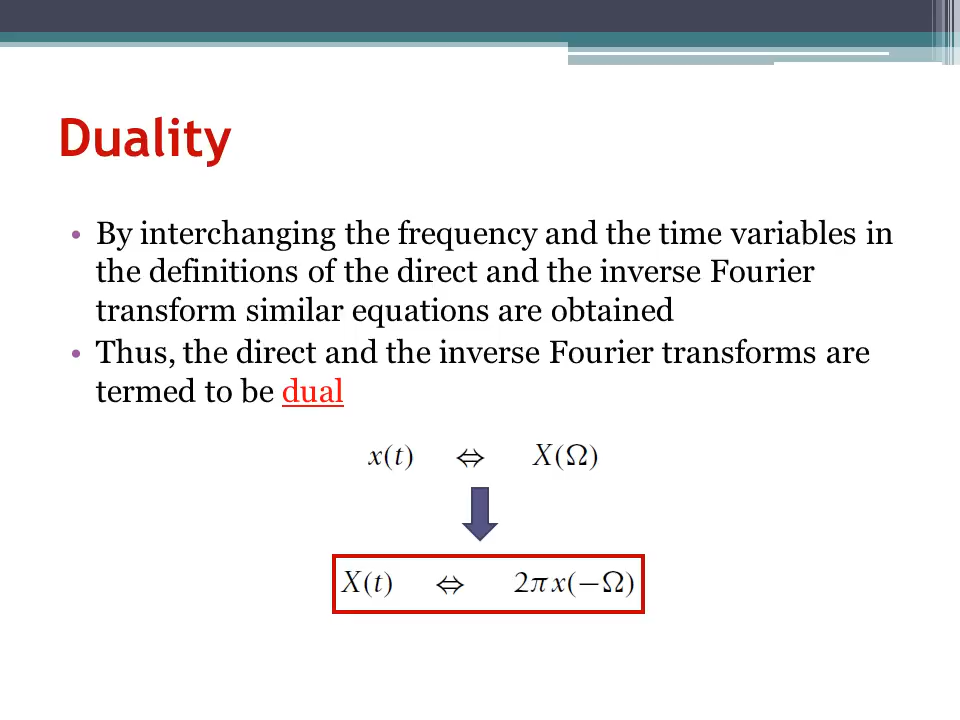 Duality
• By interchanging the frequency and the time variables in
the definitions of the direct and the inverse Fourier
transform similar equations are obtained
• Thus, the direct and the inverse Fourier transforms are
termed to be dual
x(t) ⇔ X(Ω)
X(t) ⇔ 2πx(−Ω)